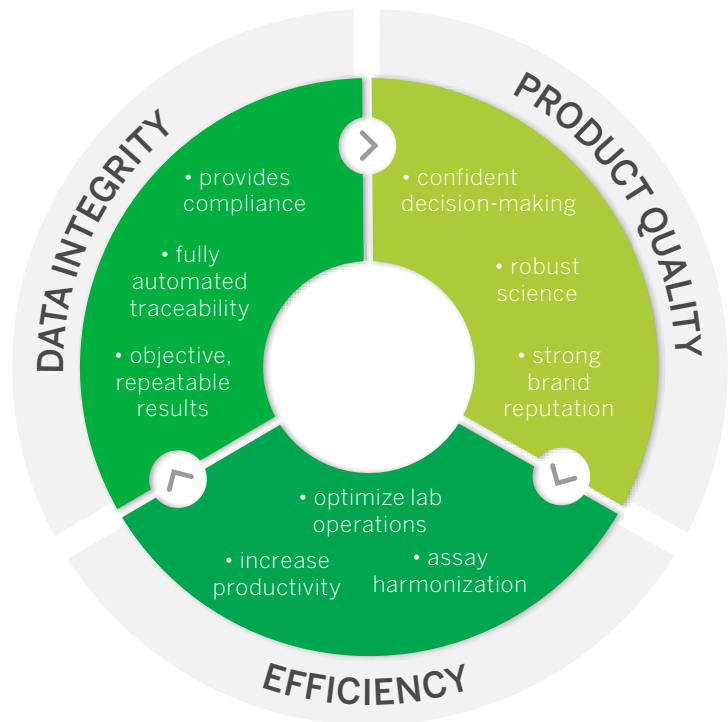 DATA INTEGRITY
• provides
compliance
• fully
automated
traceability
• objective,
repeatable
results
PRODUCT QUALITY
• confident
decision-making
• robust
science
• strong
brand
reputation
• optimize lab
operations
• increase
productivity
• assay
harmonization
EFFICIENCY